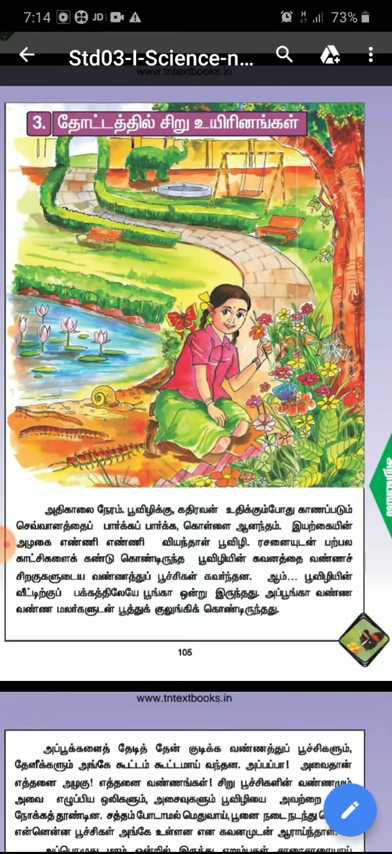 7:14
JD
H
73%
Std03-I-Science-n...
www.tntextbooks.in
3. தோட்டத்தில் சிறு உயிரினங்கள்
அதிகாலை நேரம். பூவிழிக்கு, கதிரவன் உதிக்கும்போது காணப்படும்
செவ்வானத்தைப் பார்க்கப் பார்க்க, கொள்ளை ஆனந்தம். இயற்கையின்
அழகை எண்ணி எண்ணி வியந்தாள் பூவிழி. ரசனையுடன் பற்பல
காட்சிகளைக் கண்டு கொண்டிருந்த பூவிழியின் கவனத்தை வண்ணச்
சிறகுகளுடைய வண்ணத்துப் பூச்சிகள் கவர்ந்தன. ஆம்... பூவிழியின்
வீட்டிற்குப் பக்கத்திலேயே பூங்கா ஒன்று இருந்தது. அப்பூங்கா வண்ண
வண்ண மலர்களுடன் பூத்துக் குலுங்கிக் கொண்டிருந்தது.
105
www.tntextbooks.in
அப்பூக்களைத் தேடித் தேன் குடிக்க வண்ணத்துப் பூச்சிகளும்,
தேனீக்களும் அங்கே கூட்டம் கூட்டமாய் வந்தன. அப்பப்பா! அவைதான்
எத்தனை அழகு! எத்தனை வண்ணங்கள்! சிறு பூச்சிகளின் வண்ணமும்
அவை எழுப்பிய ஒலிகளும், அசைவுகளும் பூவிழியை அவற்றை
நோக்கத் தூண்டின. சத்தம் போடாமல் மெதுவாய், பூனை நடை நடந்து
என்னென்ன பூச்சிகள் அங்கே உள்ளன என கவனமுடன் ஆராய்ந்தாள்